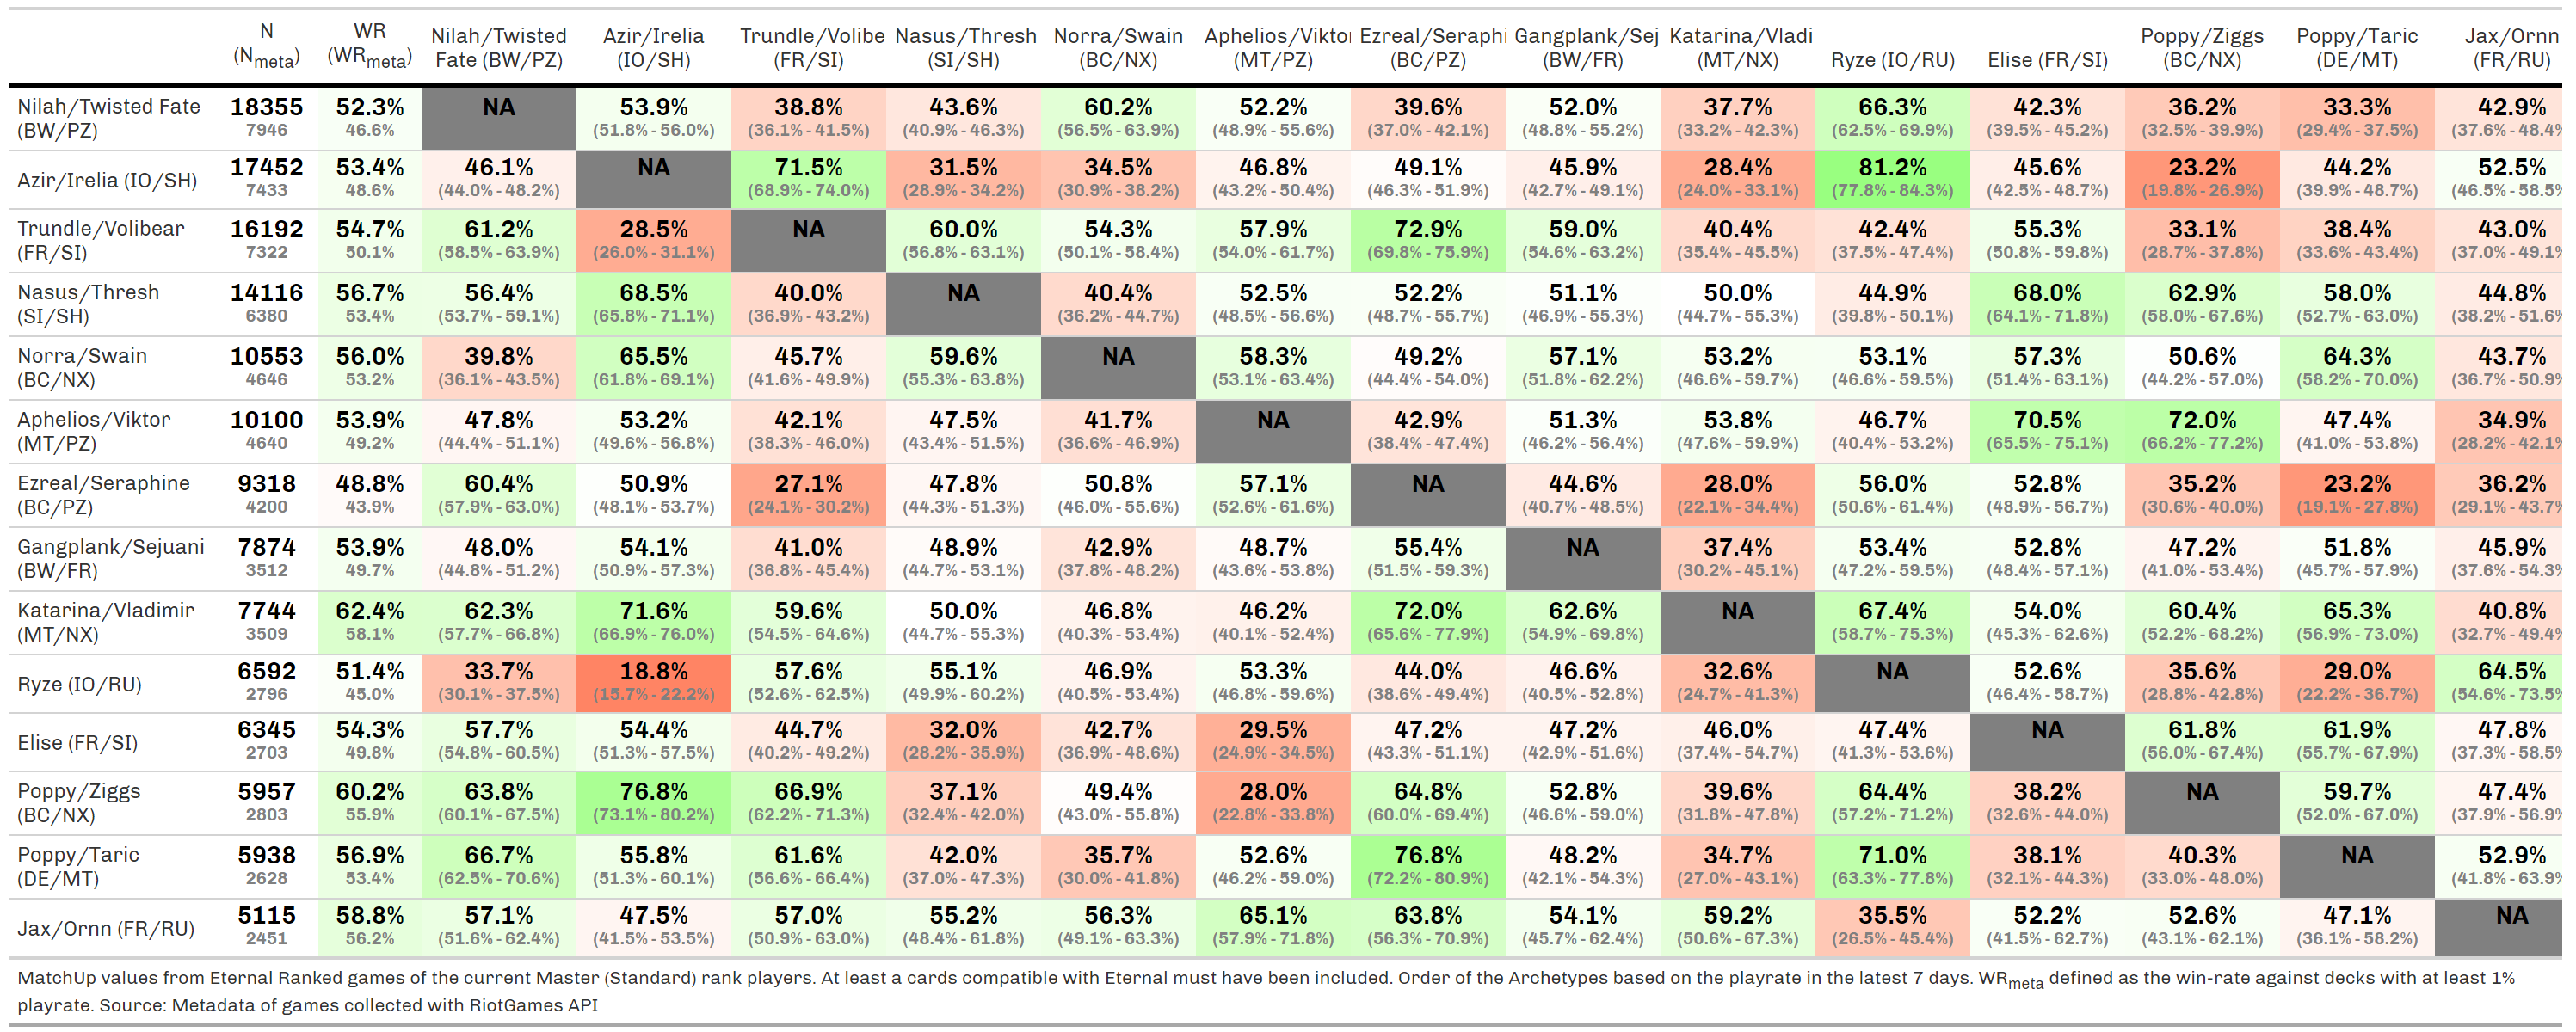 N WR Nilah/Twisted Azir/Irelia Trundle/Volibe Nasus/Thresh Norra/Swain Aphelios/Viktor Ezreal/Seraphi Gangplank/Sej Katarina/Vladi Ryze (IO/RU) Elise (FR/SI) Poppy/Ziggs Poppy/Taric Jax/Ornn
(Nmeta) (WRmeta) Fate (BW/PZ) (IO/SH) (FR/SI) (SI/SH) (BC/NX) (MT/PZ) (BC/PZ) (BW/FR) (MT/NX) (BC/NX) (DE/MT) (FR/RU)
Nilah/Twisted Fate 18355 52.3% NA 53.9% 38.8% 43.6% 60.2% 52.2% 39.6% 52.0% 37.7% 66.3% 42.3% 36.2% 33.3% 42.9%
(BW/PZ) 7946 46.6% (51.8% - 56.0%) (36.1% - 41.5%) (40.9% - 46.3%) (56.5% - 63.9%) (48.9% - 55.6%) (37.0% - 42.1%) (48.8% - 55.2%) (33.2% - 42.3%) (62.5% - 69.9%) (39.5% - 45.2%) (32.5% - 39.9%) (29.4% - 37.5%) (37.6% - 48.4%
Azir/Irelia (IO/SH) 17452 53.4% 46.1% NA 71.5% 31.5% 34.5% 46.8% 49.1% 45.9% 28.4% 81.2% 45.6% 23.2% 44.2% 52.5%
7433 48.6% (44.0% - 48.2%) (68.9% - 74.0%) (28.9% - 34.2%) (30.9% - 38.2%) (43.2% - 50.4%) (46.3% - 51.9%) (42.7% - 49.1%) (24.0% - 33.1%) (77.8% - 84.3%) (42.5% - 48.7%) (19.8% - 26.9%) (39.9% - 48.7%) (46.5% - 58.5%
Trundle/Volibear 16192 54.7% 61.2% 28.5% NA 60.0% 54.3% 57.9% 72.9% 59.0% 40.4% 42.4% 55.3% 33.1% 38.4% 43.0%
(FR/SI) 7322 50.1% (58.5% - 63.9%) (26.0% - 31.1%) (56.8% - 63.1%) (50.1% - 58.4%) (54.0% - 61.7%) (69.8% - 75.9%) (54.6% - 63.2%) (35.4% - 45.5%) (37.5% - 47.4%) (50.8% - 59.8%) (28.7% - 37.8%) (33.6% - 43.4%) (37.0% - 49.1%
Nasus/Thresh 14116 56.7% 56.4% 68.5% 40.0% NA 40.4% 52.5% 52.2% 51.1% 50.0% 44.9% 68.0% 62.9% 58.0% 44.8%
(SI/SH) 6380 53.4% (53.7% - 59.1%) (65.8% - 71.1%) (36.9% - 43.2%) (36.2% - 44.7%) (48.5% - 56.6%) (48.7% - 55.7%) (46.9% - 55.3%) (44.7% - 55.3%) (39.8% - 50.1%) (64.1% - 71.8%) (58.0% - 67.6%) (52.7% - 63.0%) (38.2% - 51.6%
Norra/Swain 10553 56.0% 39.8% 65.5% 45.7% 59.6% NA 58.3% 49.2% 57.1% 53.2% 53.1% 57.3% 50.6% 64.3% 43.7%
(BC/NX) 4646 53.2% (36.1% - 43.5%) (61.8% - 69.1%) (41.6% - 49.9%) (55.3% - 63.8%) (53.1% - 63.4%) (44.4% - 54.0%) (51.8% - 62.2%) (46.6% - 59.7%) (46.6% - 59.5%) (51.4% - 63.1%) (44.2% - 57.0%) (58.2% - 70.0%) (36.7% - 50.9%
Aphelios/Viktor 10100 53.9% 47.8% 53.2% 42.1% 47.5% 41.7% NA 42.9% 51.3% 53.8% 46.7% 70.5% 72.0% 47.4% 34.9%
(MT/PZ) 4640 49.2% (44.4% - 51.1%) (49.6% - 56.8%) (38.3% - 46.0%) (43.4% - 51.5%) (36.6% - 46.9%) (38.4% - 47.4%) (46.2% - 56.4%) (47.6% - 59.9%) (40.4% - 53.2%) (65.5% - 75.1%) (66.2% - 77.2%) (41.0% - 53.8%) (28.2% - 42.1%
Ezreal/Seraphine 9318 48.8% 60.4% 50.9% 27.1% 47.8% 50.8% 57.1% NA 44.6% 28.0% 56.0% 52.8% 35.2% 23.2% 36.2%
(BC/PZ) 4200 43.9% (57.9% - 63.0%) (48.1% - 53.7%) (24.1% - 30.2%) (44.3% - 51.3%) (46.0% - 55.6%) (52.6% - 61.6%) (40.7% - 48.5%) (22.1% - 34.4%) (50.6% - 61.4%) (48.9% - 56.7%) (30.6% - 40.0%) (19.1% - 27.8%) (29.1% - 43.7%
Gangplank/Sejuani 7874 53.9% 48.0% 54.1% 41.0% 48.9% 42.9% 48.7% 55.4% NA 37.4% 53.4% 52.8% 47.2% 51.8% 45.9%
(BW/FR) 3512 49.7% (44.8% - 51.2%) (50.9% - 57.3%) (36.8% - 45.4%) (44.7% - 53.1%) (37.8% - 48.2%) (43.6% - 53.8%) (51.5% - 59.3%) (30.2% - 45.1%) (47.2% - 59.5%) (48.4% - 57.1%) (41.0% - 53.4%) (45.7% - 57.9%) (37.6% - 54.3%
Katarina/Vladimir 7744 62.4% 62.3% 71.6% 59.6% 50.0% 46.8% 46.2% 72.0% 62.6% NA 67.4% 54.0% 60.4% 65.3% 40.8%
(MT/NX) 3509 58.1% (57.7% - 66.8%) (66.9% - 76.0%) (54.5% - 64.6%) (44.7% - 55.3%) (40.3% - 53.4%) (40.1% - 52.4%) (65.6% - 77.9%) (54.9% - 69.8%) (58.7% - 75.3%) (45.3% - 62.6%) (52.2% - 68.2%) (56.9% - 73.0%) (32.7% - 49.4%
Ryze (IO/RU) 6592 51.4% 33.7% 18.8% 57.6% 55.1% 46.9% 53.3% 44.0% 46.6% 32.6% NA 52.6% 35.6% 29.0% 64.5%
2796 45.0% (30.1% - 37.5%) (15.7% - 22.2%) (52.6% - 62.5%) (49.9% - 60.2%) (40.5% - 53.4%) (46.8% - 59.6%) (38.6% - 49.4%) (40.5% - 52.8%) (24.7% - 41.3%) (46.4% - 58.7%) (28.8% - 42.8%) (22.2% - 36.7%) (54.6% - 73.5%
Elise (FR/SI) 6345 54.3% 57.7% 54.4% 44.7% 32.0% 42.7% 29.5% 47.2% 47.2% 46.0% 47.4% NA 61.8% 61.9% 47.8%
2703 49.8% (54.8% - 60.5%) (51.3% - 57.5%) (40.2% - 49.2%) (28.2% - 35.9%) (36.9% - 48.6%) (24.9% - 34.5%) (43.3% - 51.1%) (42.9% - 51.6%) (37.4% - 54.7%) (41.3% - 53.6%) (56.0% - 67.4%) (55.7% - 67.9%) (37.3% - 58.5%
Poppy/Ziggs 5957 60.2% 63.8% 76.8% 66.9% 37.1% 49.4% 28.0% 64.8% 52.8% 39.6% 64.4% 38.2% NA 59.7% 47.4%
(BC/NX) 2803 55.9% (60.1% - 67.5%) (73.1% - 80.2%) (62.2% - 71.3%) (32.4% - 42.0%) (43.0% - 55.8%) (22.8% - 33.8%) (60.0% - 69.4%) (46.6% - 59.0%) (31.8% - 47.8%) (57.2% - 71.2%) (32.6% - 44.0%) (52.0% - 67.0%) (37.9% - 56.9%
Poppy/Taric 5938 56.9% 66.7% 55.8% 61.6% 42.0% 35.7% 52.6% 76.8% 48.2% 34.7% 71.0% 38.1% 40.3% NA 52.9%
(DE/MT) 2628 53.4% (62.5% - 70.6%) (51.3% - 60.1%) (56.6% - 66.4%) (37.0% - 47.3%) (30.0% - 41.8%) (46.2% - 59.0%) (72.2% - 80.9%) (42.1% - 54.3%) (27.0% - 43.1%) (63.3% - 77.8%) (32.1% - 44.3%) (33.0% - 48.0%) (41.8% - 63.9%
Jax/Ornn (FR/RU) 5115 58.8% 57.1% 47.5% 57.0% 55.2% 56.3% 65.1% 63.8% 54.1% 59.2% 35.5% 52.2% 52.6% 47.1% NA
2451 56.2% (51.6% - 62.4%) (41.5% - 53.5%) (50.9% - 63.0%) (48.4% - 61.8%) (49.1% - 63.3%) (57.9% - 71.8%) (56.3% - 70.9%) (45.7% - 62.4%) (50.6% - 67.3%) (26.5% - 45.4%) (41.5% - 62.7%) (43.1% - 62.1%) (36.1% - 58.2%)
MatchUp values from Eternal Ranked games of the current Master (Standard) rank players. At least a cards compatible with Eternal must have been included. Order of the Archetypes based on the playrate in the latest 7 days. WRmeta defined as the win-rate against decks with at least 1%
playrate. Source: Metadata of games collected with RiotGames API